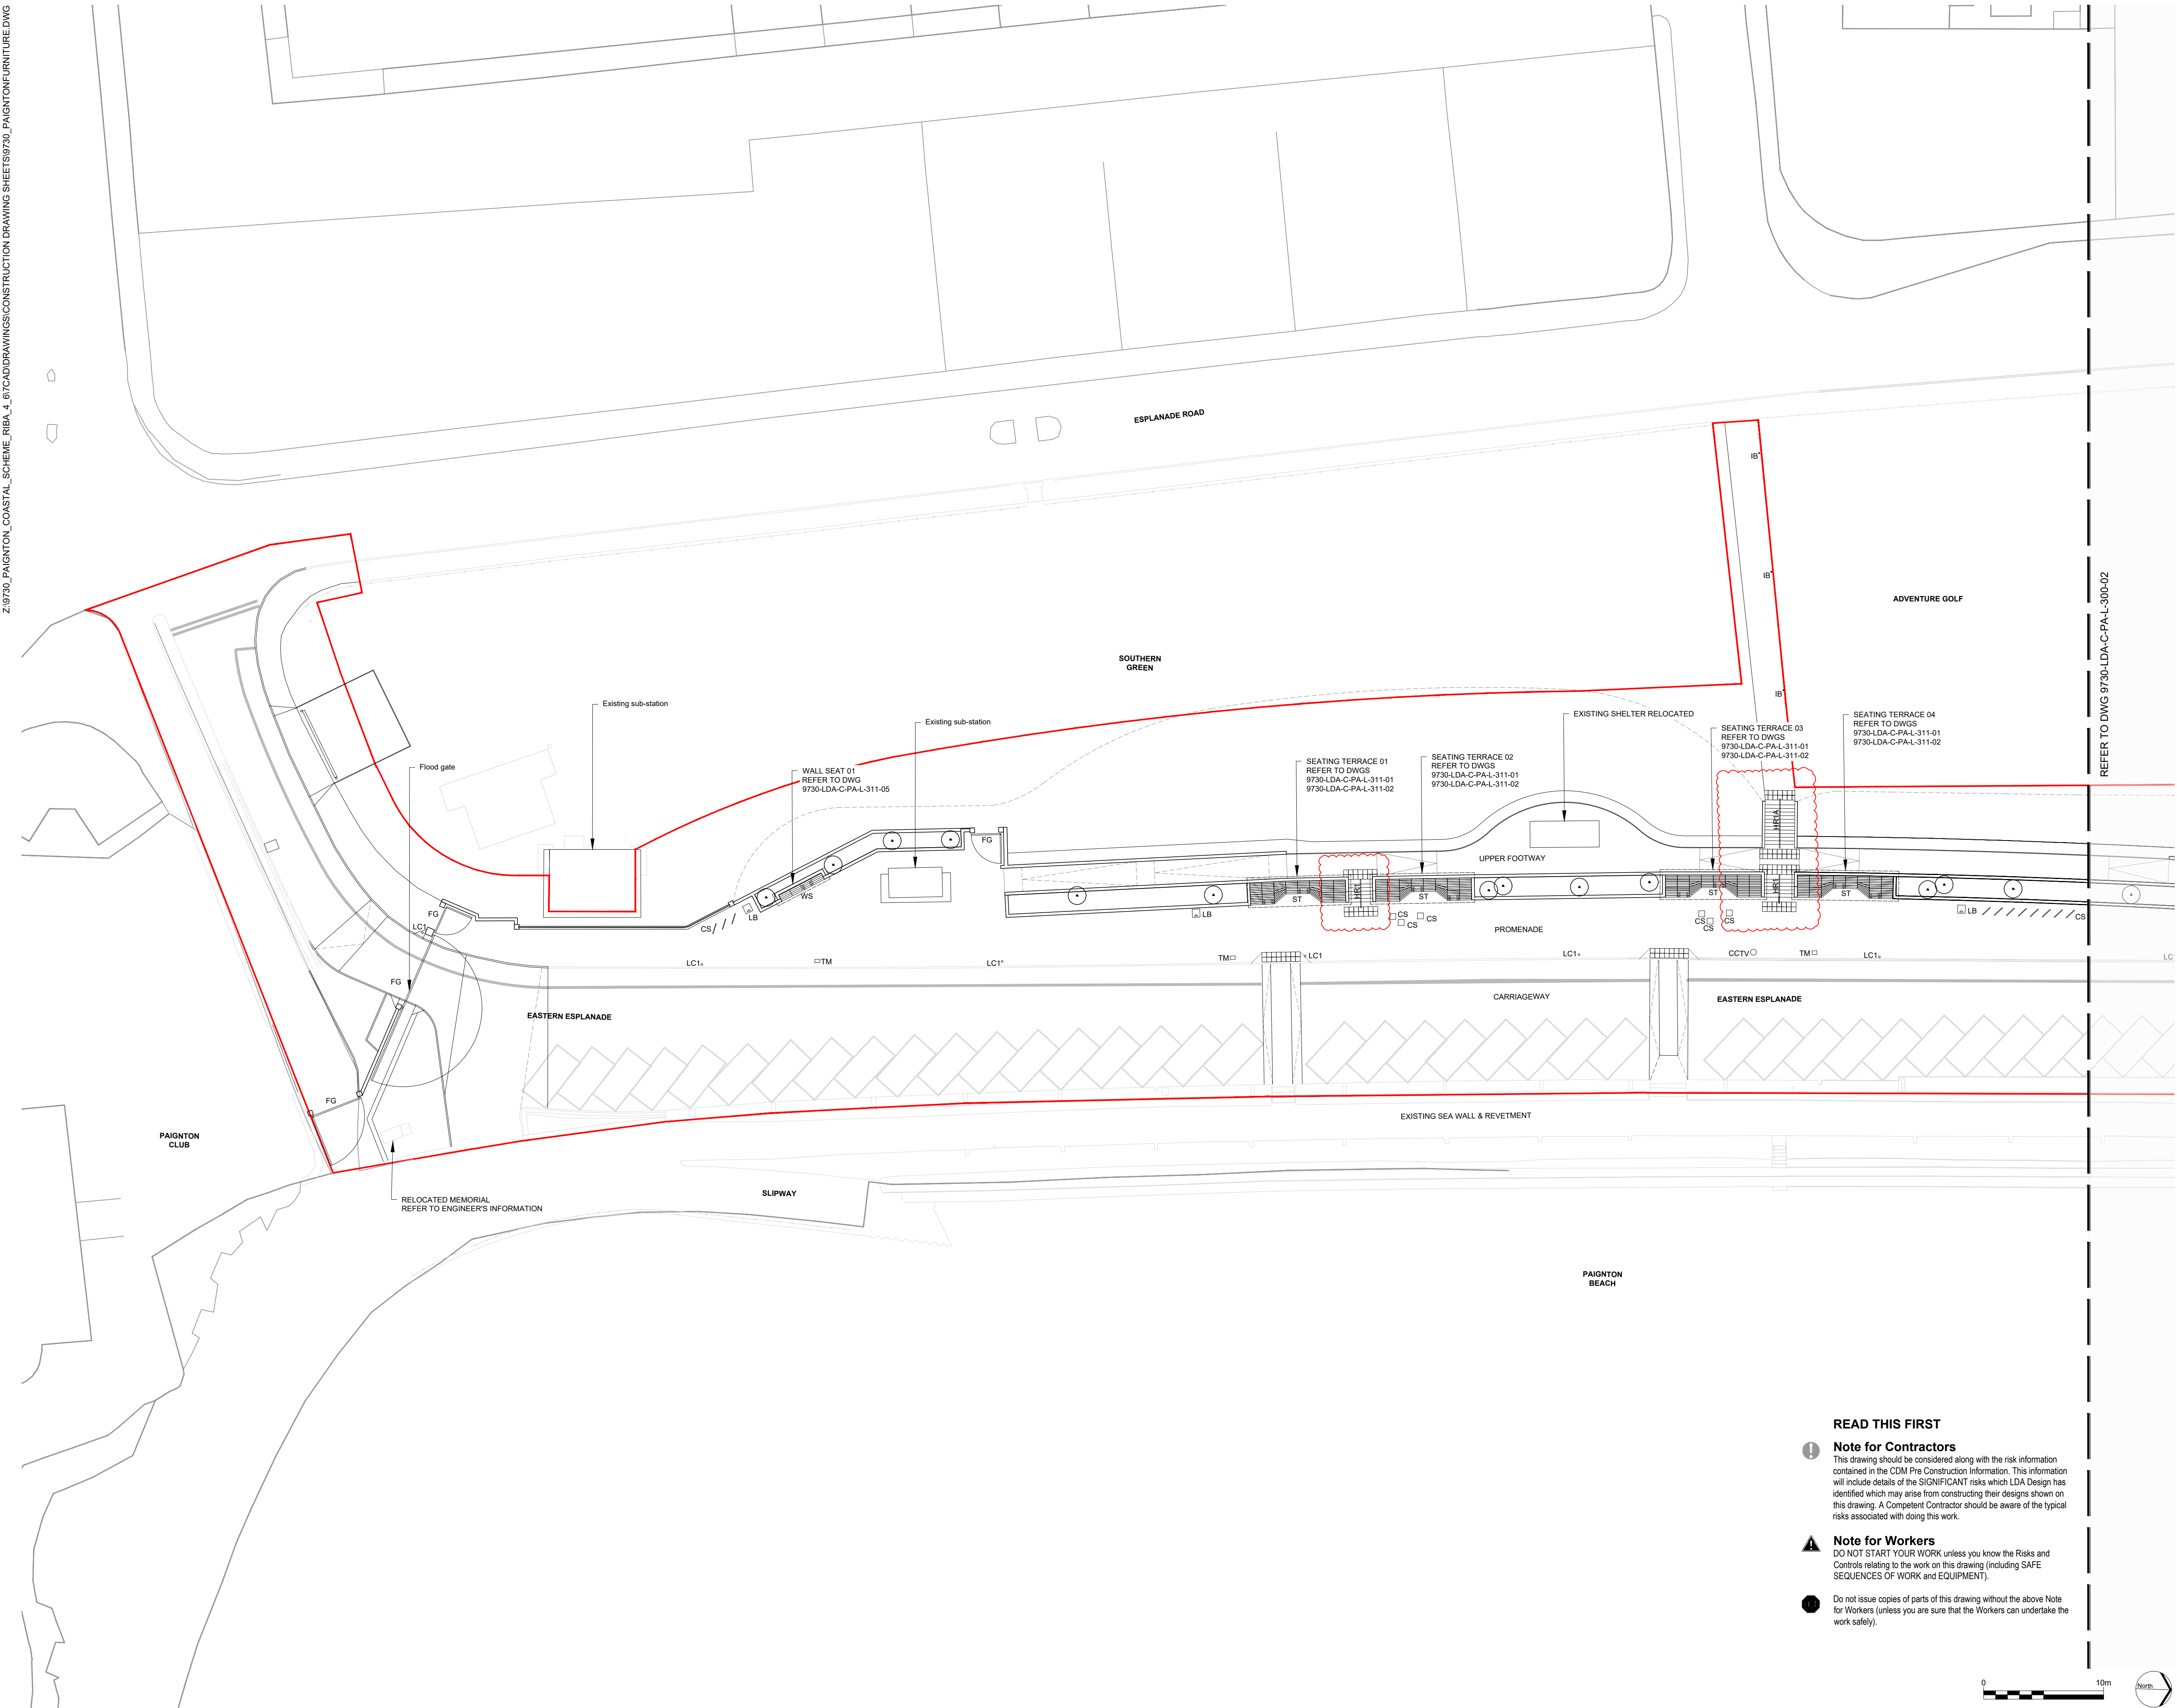 Z:\9730_PAIGNTON_COASTAL_SCHEME_RIBA_4_6\7CAD\DRAWINGS\CONSTRUCTION DRAWING SHEETS\9730_PAIGNTONFURNITURE.DWG
ESPLANADE ROAD
IB
IB
IB
ADVENTURE GOLF
REFER TO DWG 9730-LDA-C-PA-L-300-02
SOUTHERN
GREEN
Existing sub-station
Existing sub-station
EXISTING SHELTER RELOCATED
SEATING TERRACE 03
REFER TO DWGS
9730-LDA-C-PA-L-311-01
9730-LDA-C-PA-L-311-02
SEATING TERRACE 04
REFER TO DWGS
9730-LDA-C-PA-L-311-01
9730-LDA-C-PA-L-311-02
Flood gate
WALL SEAT 01
REFER TO DWG
9730-LDA-C-PA-L-311-05
SEATING TERRACE 01
REFER TO DWGS
9730-LDA-C-PA-L-311-01
9730-LDA-C-PA-L-311-02
SEATING TERRACE 02
REFER TO DWGS
9730-LDA-C-PA-L-311-01
9730-LDA-C-PA-L-311-02
HR1A
FG
UPPER FOOTWAY
HR1
HR1
WS
ST
ST
ST
ST
FG
LC1
CS
LB
LB
CS
CS
CS
CS
CS
CS
LB
CS
PROMENADE
LC1
TM
LC1
TM
LC1
LC1
CCTV
TM
LC1
LC
FG
EASTERN ESPLANADE
CARRIAGEWAY
EASTERN ESPLANADE
FG
PAIGNTON
CLUB
EXISTING SEA WALL & REVETMENT
RELOCATED MEMORIAL
REFER TO ENGINEER'S INFORMATION
SLIPWAY
PAIGNTON
BEACH
READ THIS FIRST
Note for Contractors
This drawing should be considered along with the risk information
contained in the CDM Pre Construction Information. This information
will include details of the SIGNIFICANT risks which LDA Design has
identified which may arise from constructing their designs shown on
this drawing. A Competent Contractor should be aware of the typical
risks associated with doing this work.
Note for Workers
DO NOT START YOUR WORK unless you know the Risks and
Controls relating to the work on this drawing (including SAFE
SEQUENCES OF WORK and EQUIPMENT).
Do not issue copies of parts of this drawing without the above Note
for Workers (unless you are sure that the Workers can undertake the
work safely).
0 10m
North